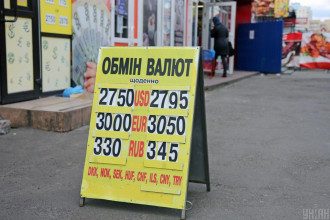 ОБМІН ВАЛЮТ
щоденно
2750 USD 2795
3000 EUR 3050
330 RUB 345
DKK, NOK, SEK, HUF, CHF, ILS, CNY, TRY
УНІАН